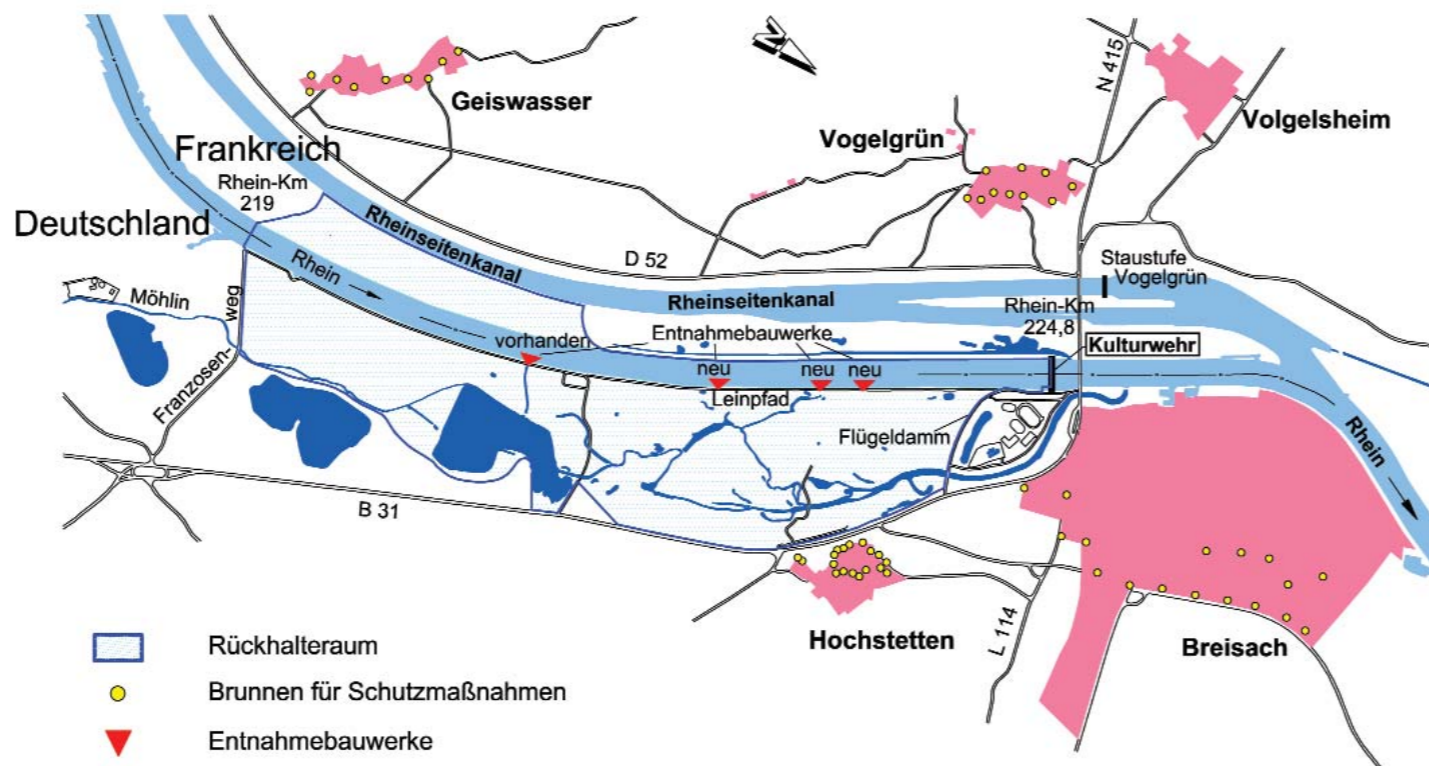 N
N 415
Geiswasser
Volgelsheim
Vogelgrün
Frankreich
Rhein-Km
219
Deutschland
Rheinseitenkanal
D 52
Staustufe
Vogelgrün
Rhein
Möhlin
Franzosen-
weg
Rheinseitenkanal
Rhein-Km
224,8
Entnahmebauwerke
vorhanden
neu
neu
neu
Kulturwehr
Leinpfad
Flügeldamm
Rhein
B 31
Hochstetten
L 114
Breisach
Rückhalteraum
Brunnen für Schutzmaßnahmen
Entnahmebauwerke